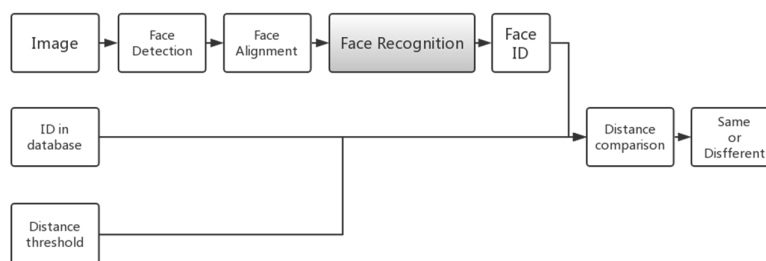 Image
Face
Detection
Face
Alignment
Face Recognition
Face
ID
ID in
database
Distance
comparison
Same
or
Disfferent
Distance
threshold